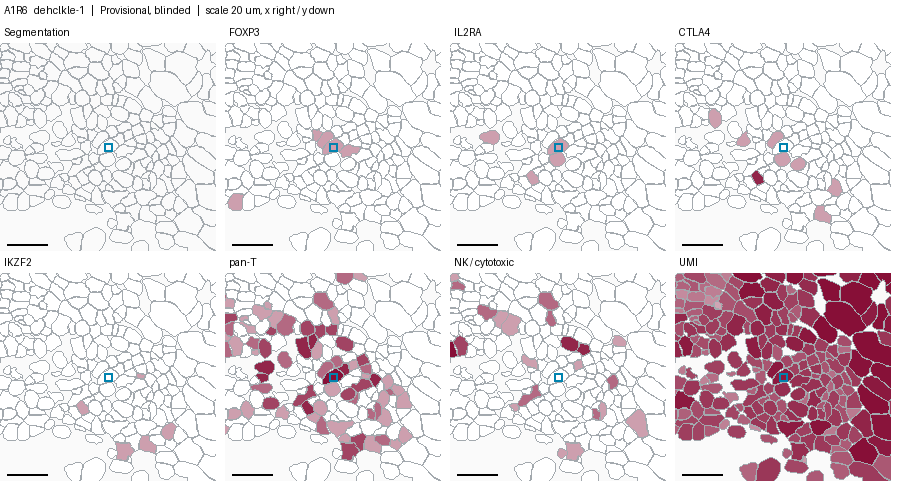 A1R6 dehclkle-1 | Provisional, blinded | scale 20 um, x right / y down
Segmentation FOXP3 IL2RA CTLA4
IKZF2 pan-T NK / cytotoxic UMI